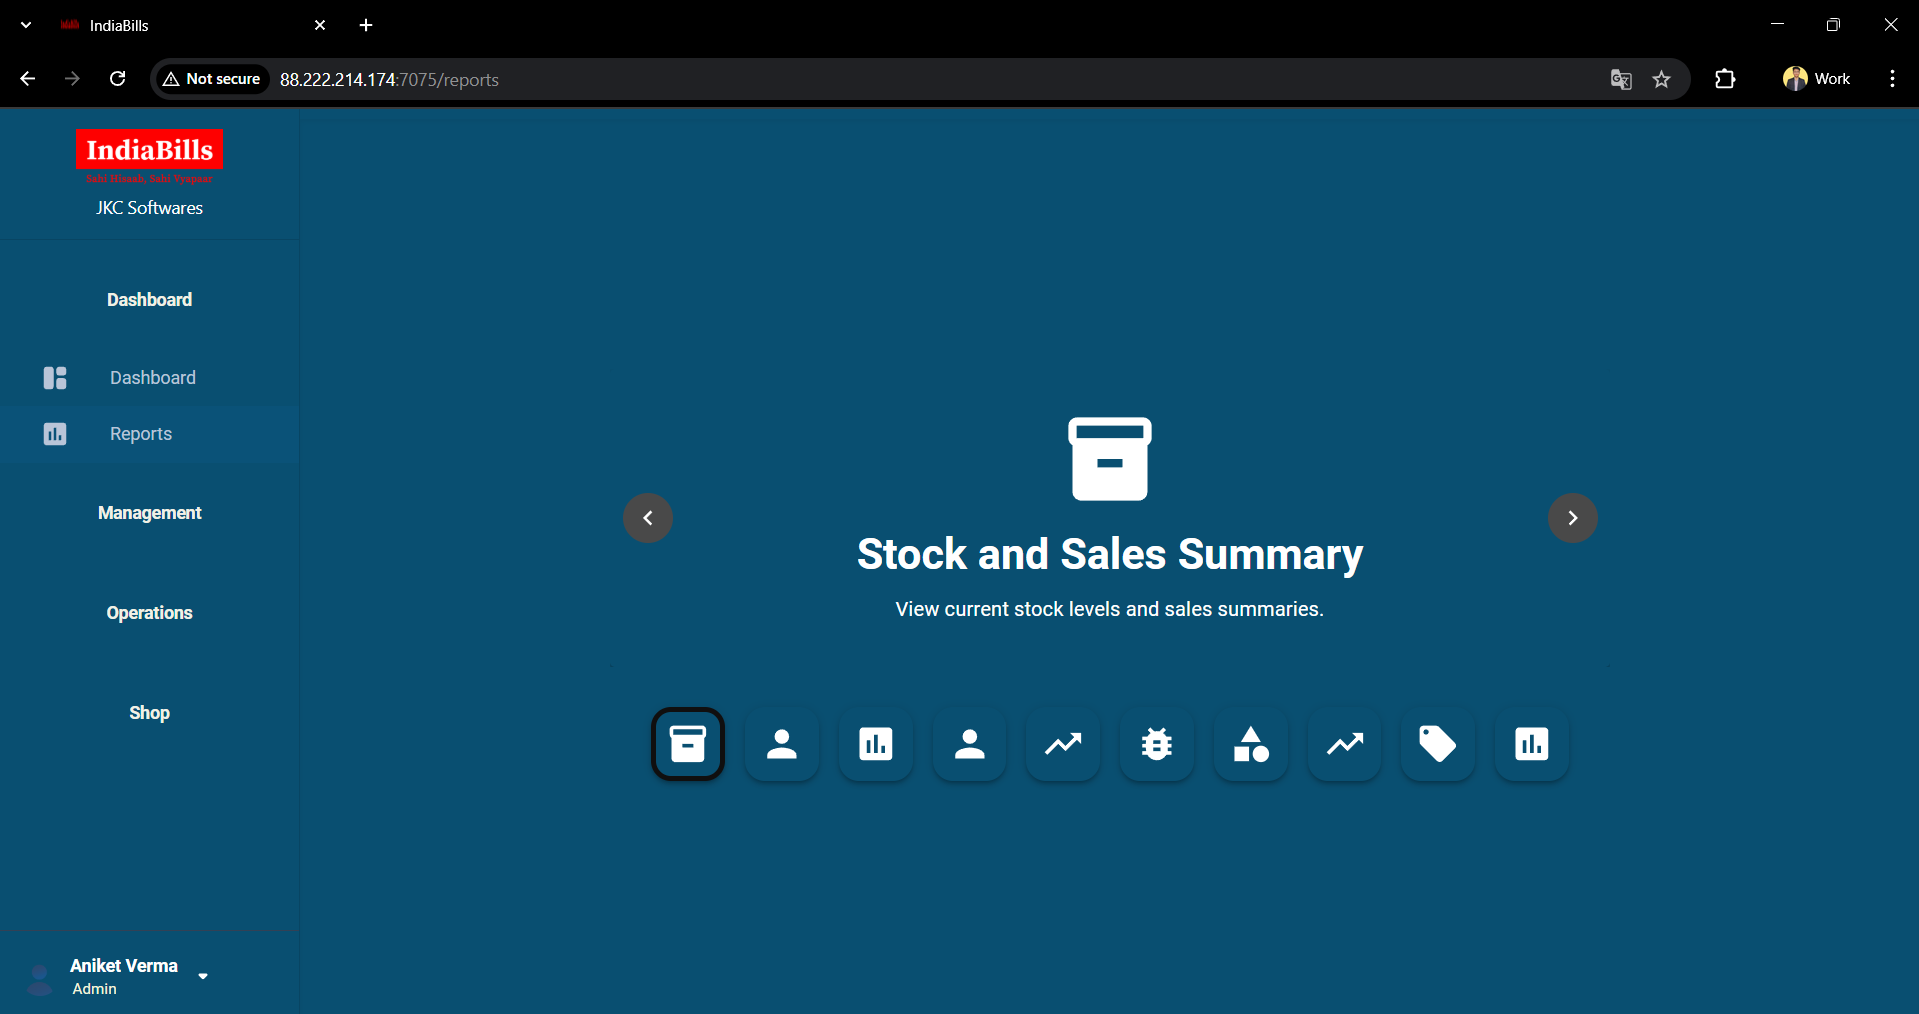 IndiaBills
Not secure
88.222.214.174:7075/reports
Work
IndiaBills
JKC Softwares
Dashboard
Dashboard
Reports
Management
Operations
Shop
Aniket Verma
Admin
Stock and Sales Summary
View current stock levels and sales summaries.